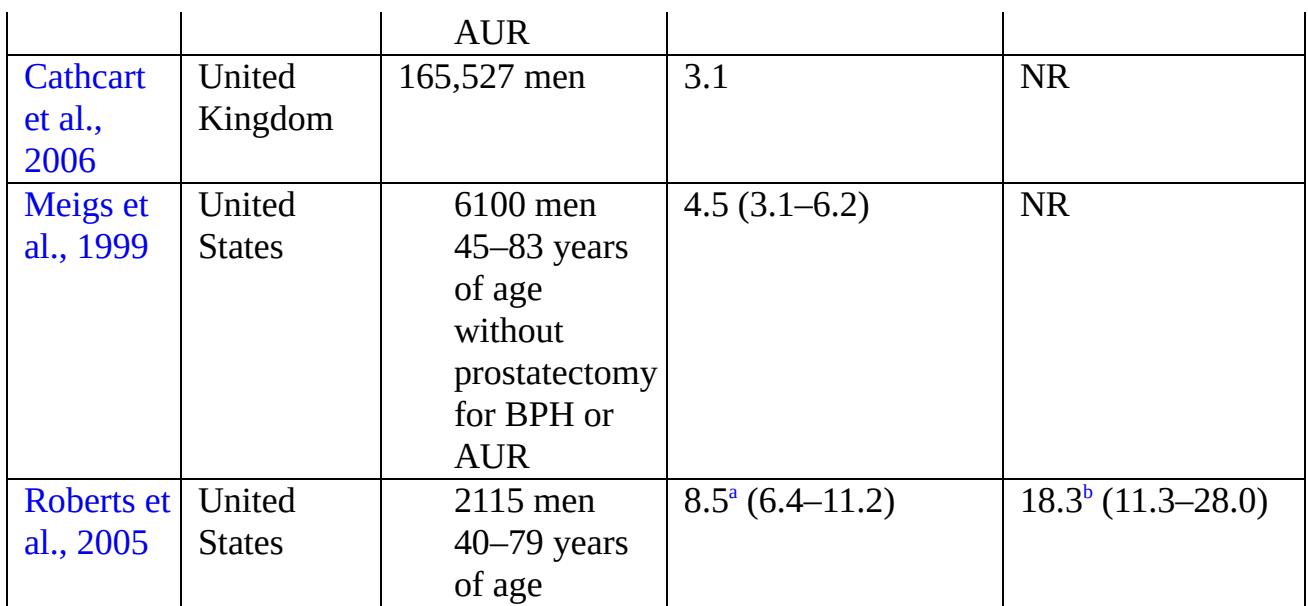 AUR
Cathcart United 165,527 men 3.1 NR
et al., Kingdom
2006
Meigs et United 6100 men 4.5 (3.1–6.2) NR
al., 1999 States 45–83 years
of age
without
prostatectomy
for BPH or
AUR
Roberts et United 2115 men 8.5ᵃ (6.4–11.2) 18.3ᵇ (11.3–28.0)
al., 2005 States 40–79 years
of age